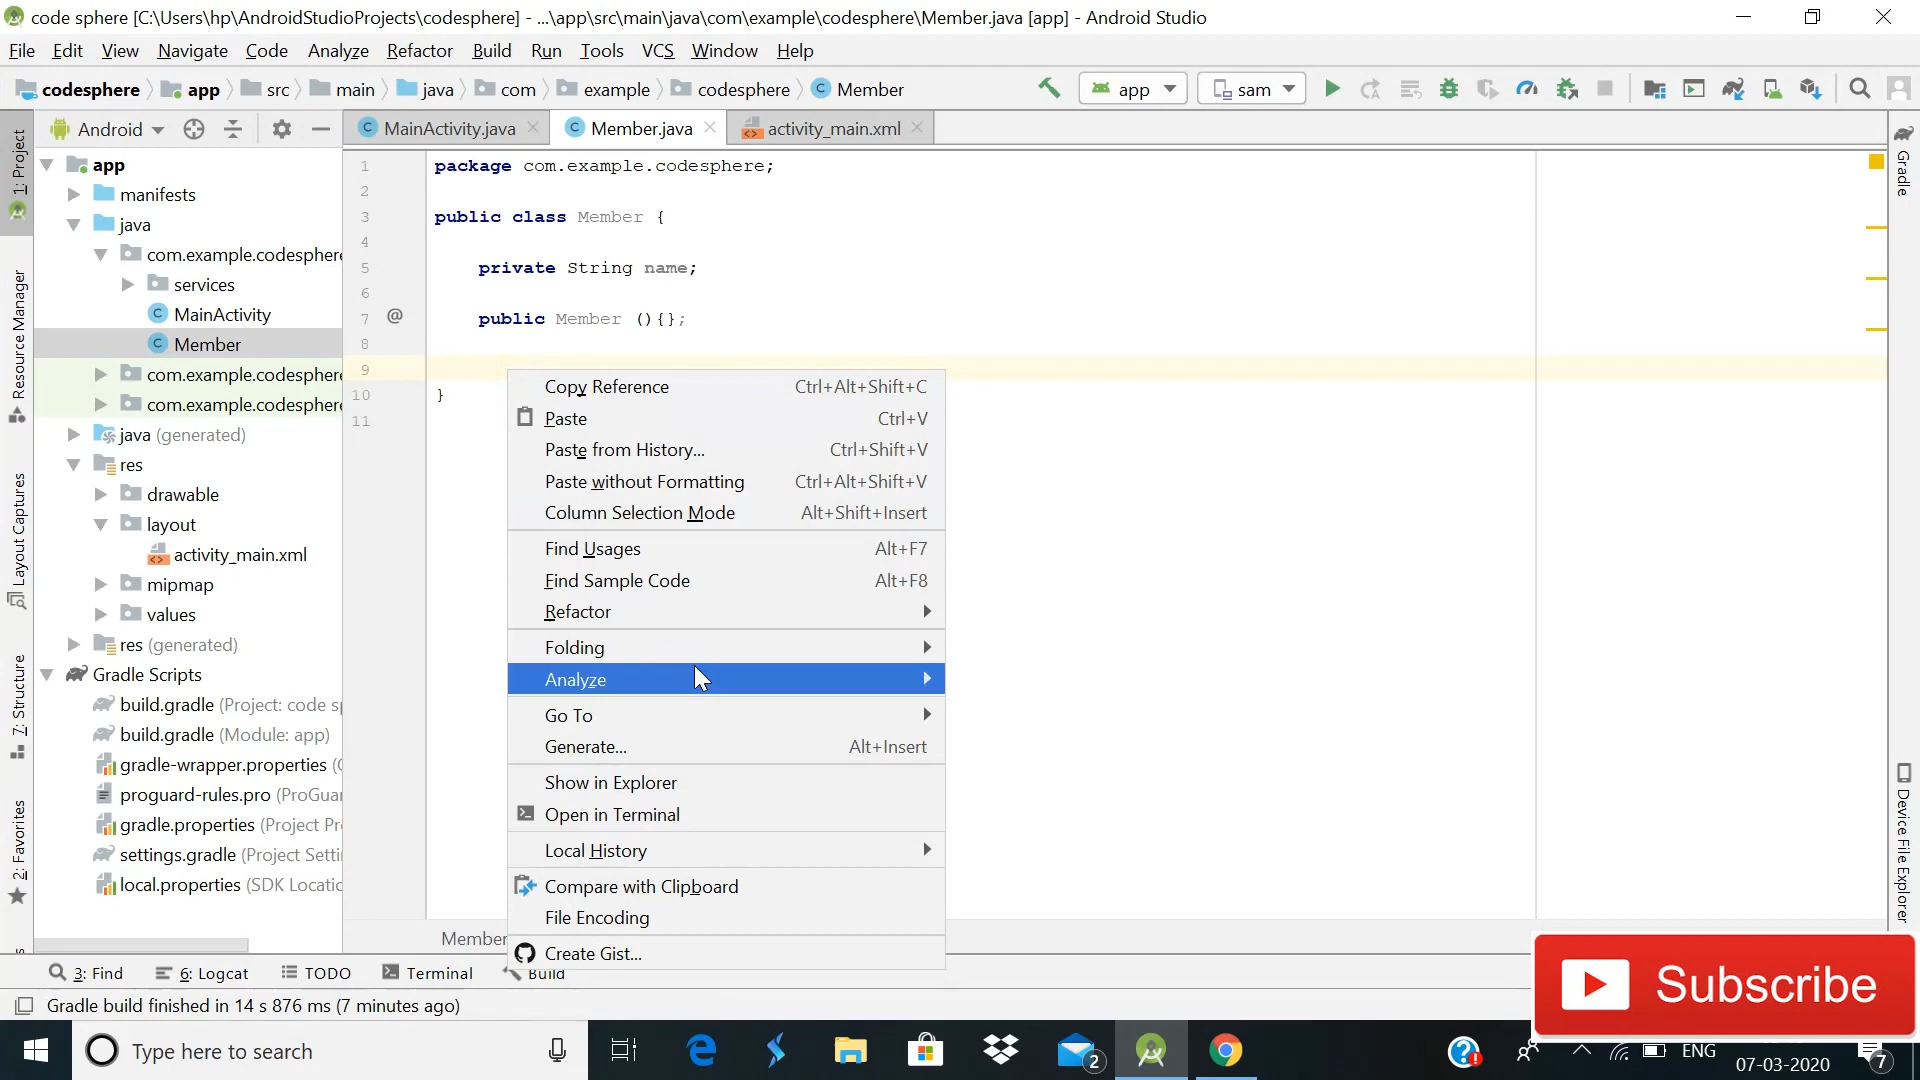 code sphere [C:\Users\hp\AndroidStudioProjects\codesphere] - ...\app\src\main\java\com\example\codesphere\Member.java [app] - Android Studio
File Edit View Navigate Code Analyze Refactor Build Run Tools VCS Window Help
codesphere app src main java com example codesphere Member
app
sam
Android
MainActivity.java
Member.java
activity_main.xml
1: Project
Resource Manager
Layout Captures
7: Structure
2: Favorites
app
manifests
java
com.example.codesphere
services
MainActivity
Member
com.example.codesphere
com.example.codesphere
java (generated)
res
drawable
layout
activity_main.xml
mipmap
values
res (generated)
Gradle Scripts
build.gradle (Project: code s
build.gradle (Module: app)
gradle-wrapper.properties (
proguard-rules.pro (ProGua
gradle.properties (Project Pr
settings.gradle (Project Setti
local.properties (SDK Locatio
1 package com.example.codesphere;
2
3 public class Member {
4
5 private String name;
6
7 @ public Member (){};
8
9
10 }
11
Copy Reference Ctrl+Alt+Shift+C
Paste Ctrl+V
Paste from History... Ctrl+Shift+V
Paste without Formatting Ctrl+Alt+Shift+V
Column Selection Mode Alt+Shift+Insert
Find Usages Alt+F7
Find Sample Code Alt+F8
Refactor
Folding
Analyze
Go To
Generate... Alt+Insert
Show in Explorer
Open in Terminal
Local History
Compare with Clipboard
File Encoding
Create Gist...
Member
Gradle
Device File Explorer
3: Find 6: Logcat TODO Terminal Build
Gradle build finished in 14 s 876 ms (7 minutes ago)
Subscribe
Type here to search
2
ENG
07-03-2020
7